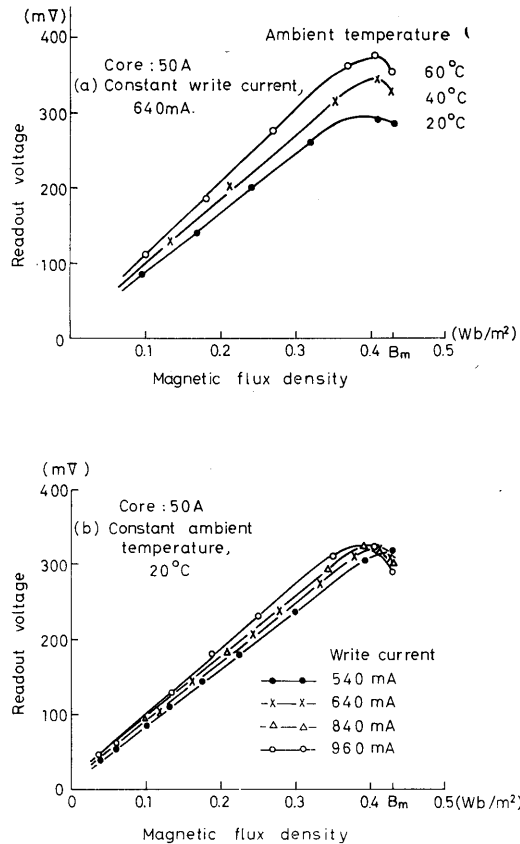 (mV)
400
300
200
100
0
Readout voltage
Core : 50A
(a) Constant write current,
640mA.
Ambient temperature
60°C
40°C
20°C
0.1
0.2
0.3
0.4
Bm
0.5
(Wb/m²)
Magnetic flux density
(mV)
400
300
200
100
0
Readout voltage
Core : 50A
(b) Constant ambient
temperature,
20°C
Write current
540 mA
640 mA
840 mA
960 mA
0
0.1
0.2
0.3
0.4
Bm
0.5 (Wb/m²)
Magnetic flux density